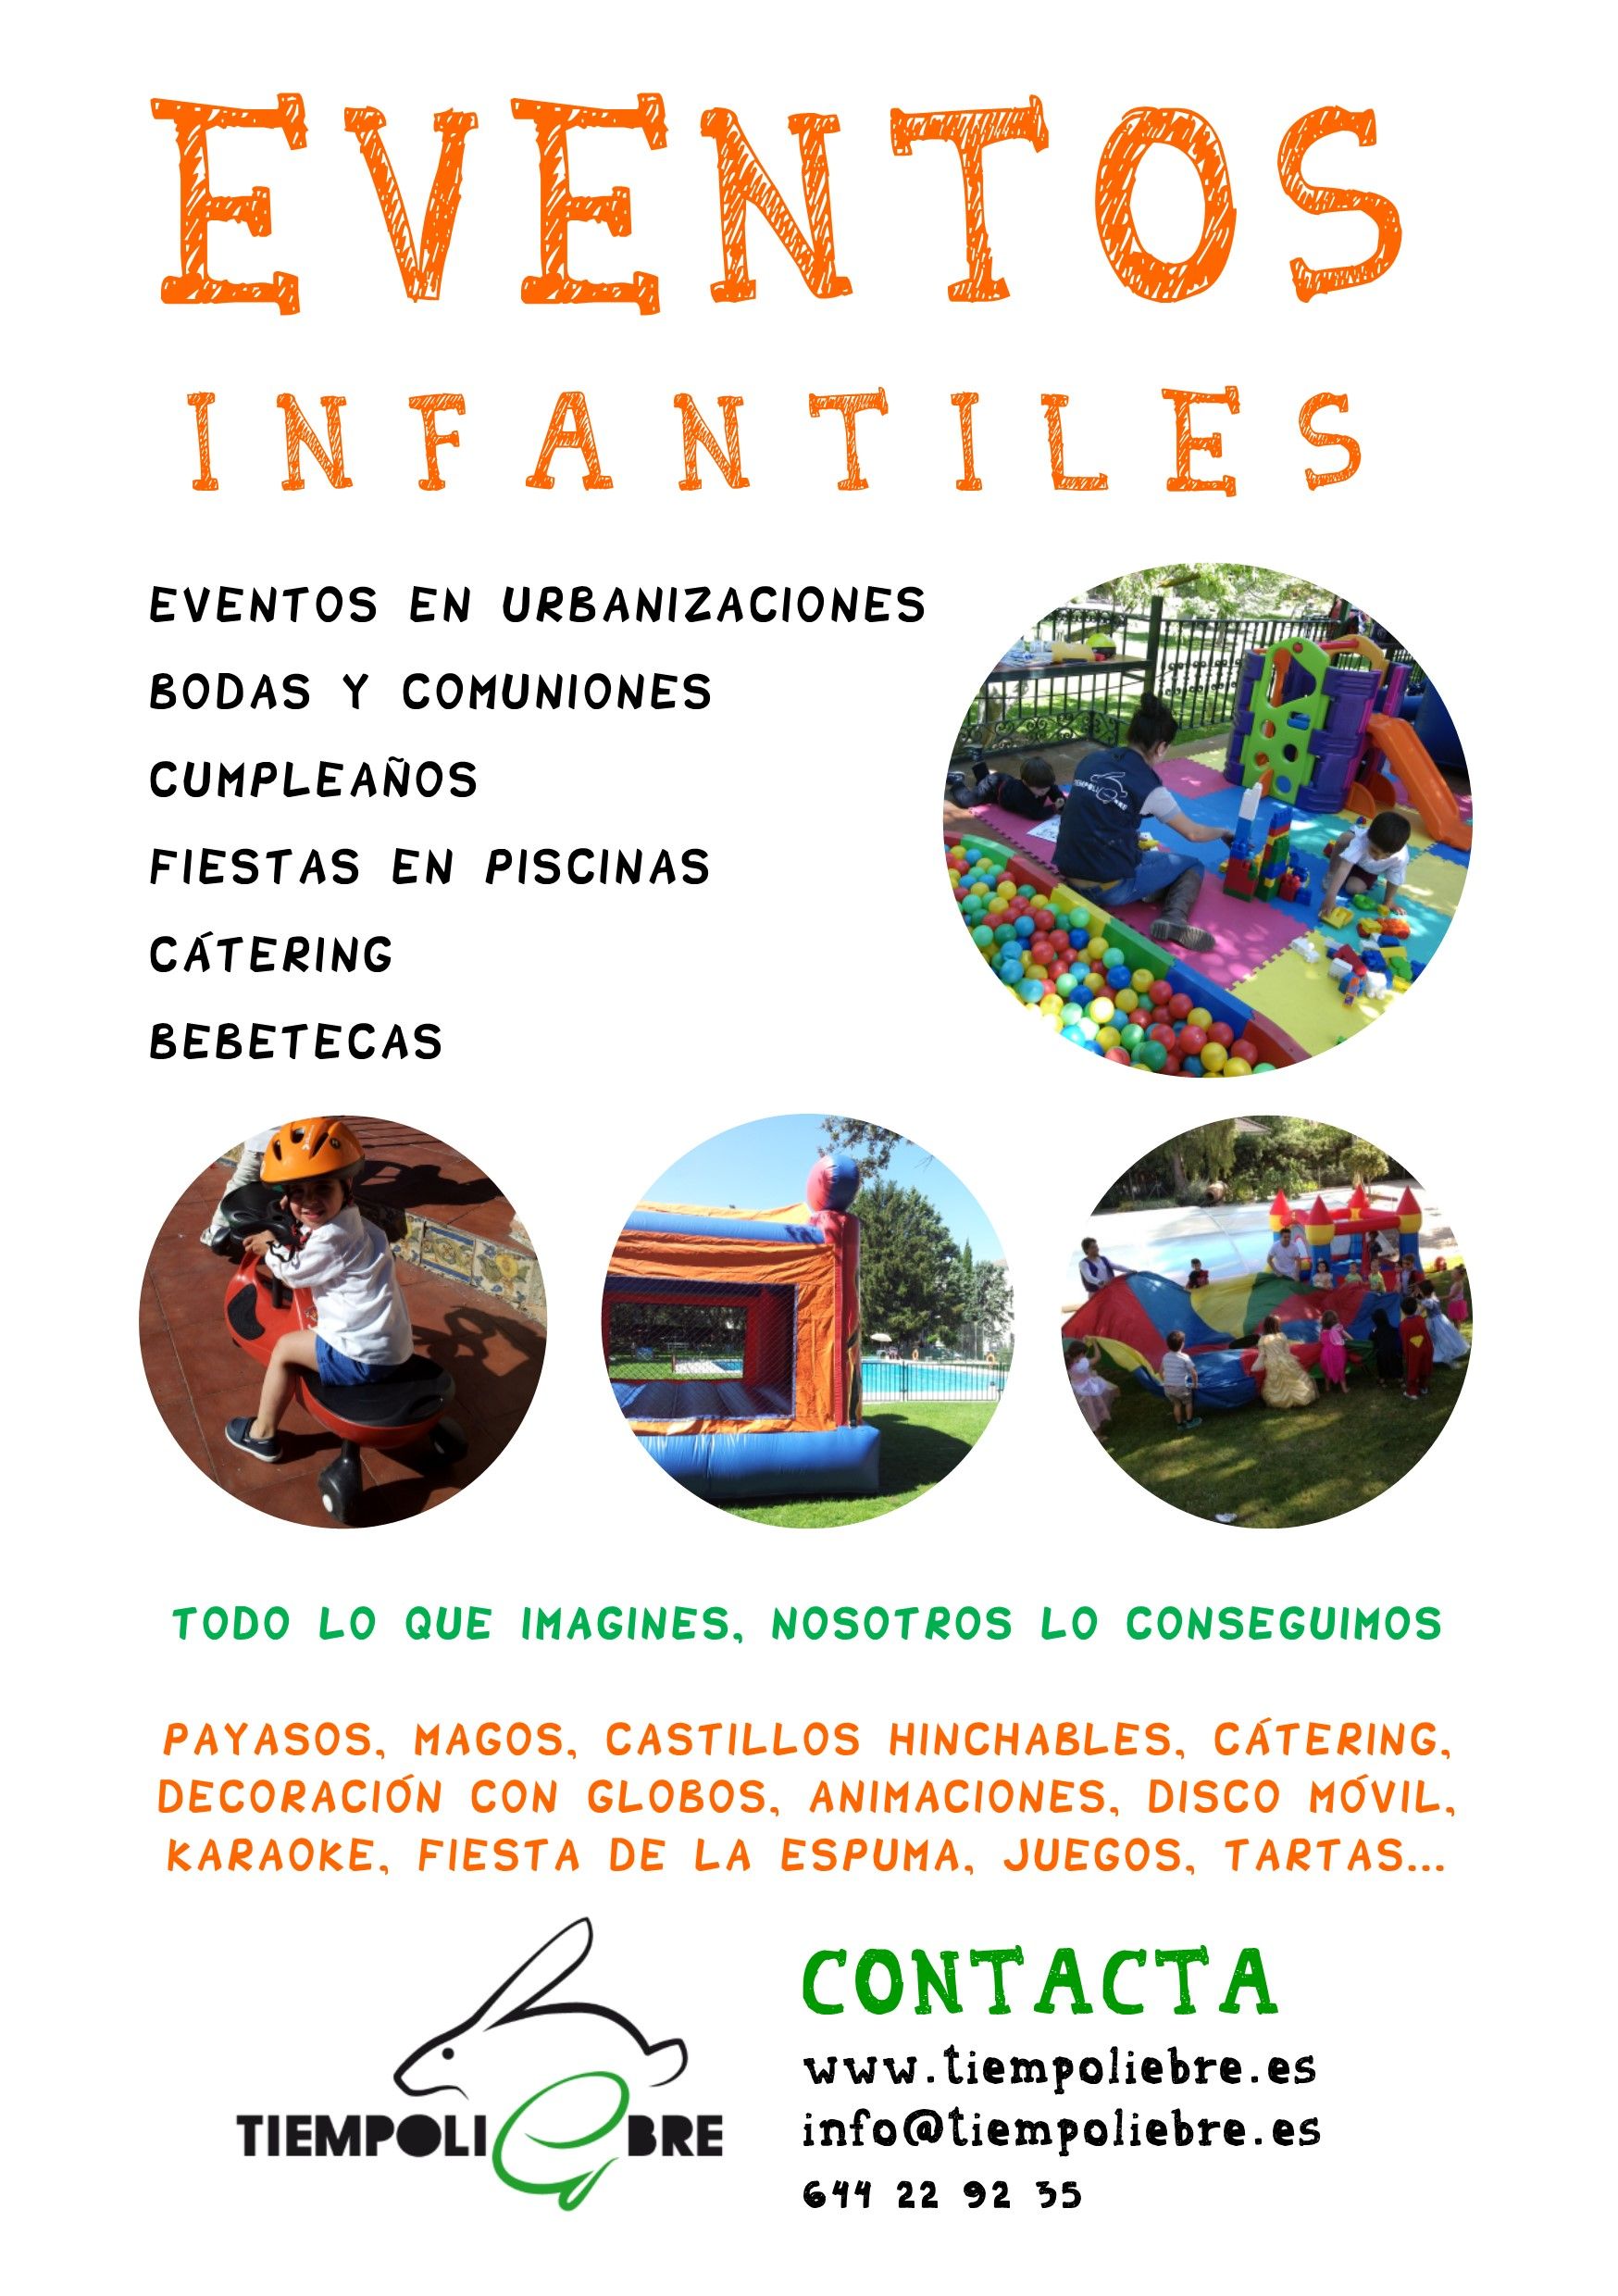 EVENTOS
INFANTILES
EVENTOS EN URBANIZACIONES
BODAS Y COMUNIONES
CUMPLEAÑOS
FIESTAS EN PISCINAS
CÁTERING
BEBETECAS
TIEMPOLIEBRE
TODO LO QUE IMAGINES, NOSOTROS LO CONSEGUIMOS
PAYASOS, MAGOS, CASTILLOS HINCHABLES, CÁTERING,
DECORACIÓN CON GLOBOS, ANIMACIONES, DISCO MÓVIL,
KARAOKE, FIESTA DE LA ESPUMA, JUEGOS, TARTAS...
TIEMPOLIEBRE
CONTACTA
www.tiempoliebre.es
info@tiempoliebre.es
644 22 92 35